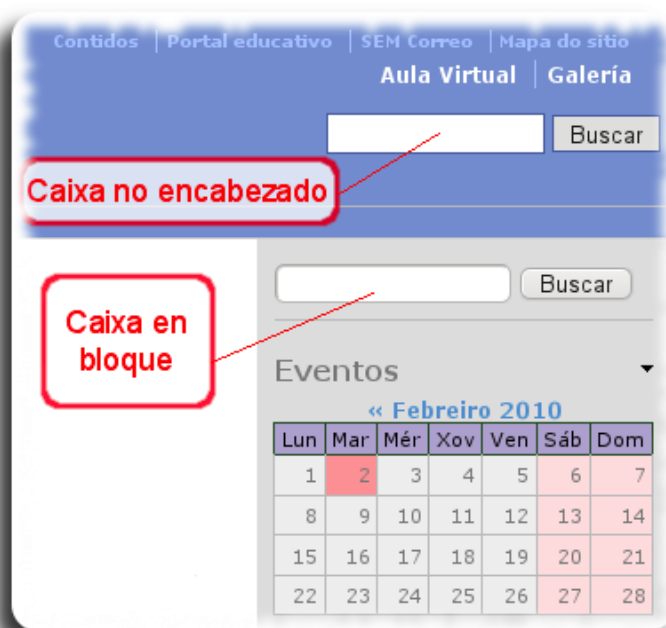 Contidos | Portal educativo | SEM Correo | Mapa do sitio
Aula Virtual | Galería
Buscar
Caixa no encabezado
Buscar
Caixa en
bloque
Eventos
« Febreiro 2010
Lun Mar Mér Xov Ven Sáb Dom
1 2 3 4 5 6 7
8 9 10 11 12 13 14
15 16 17 18 19 20 21
22 23 24 25 26 27 28